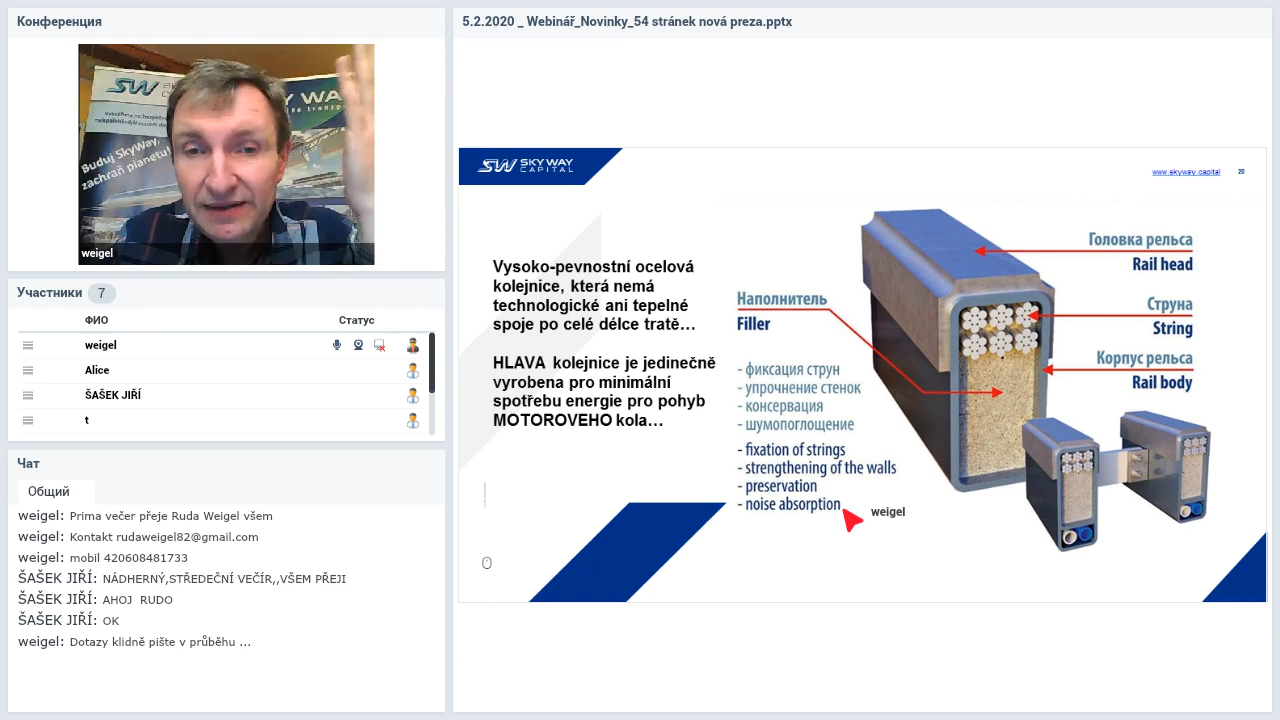 Конференция
SW
SK
KY WA
Buduj SkyWay,
zachraň planetu!
weigel
Участники 7
ФИО Статус
weigel
Alice
ŠAŠEK JIŘÍ
t
Чат
Общий
weigel: Prima večer přeje Ruda Weigel všem
weigel: Kontakt rudaweigel82@gmail.com
weigel: mobil 420608481733
ŠAŠEK JIŘÍ: NÁDHERNÝ,STŘEDEČNÍ VEČÍR,,VŠEM PŘEJI
ŠAŠEK JIŘÍ: AHOJ RUDO
ŠAŠEK JIŘÍ: OK
weigel: Dotazy klidně pište v průběhu ...
5.2.2020 _ Webinář_Novinky_54 stránek nová preza.pptx
SW SKY WAY
CAPITAL
www.skyway.capital 20
Vysoko-pevnostní ocelová
kolejnice, která nemá
technologické ani tepelné
spoje po celé délce tratě...
HLAVA kolejnice je jedinečně
vyrobena pro minimální
spotřebu energie pro pohyb
MOTOROVEHO kola...
Головка рельса
Rail head
Струна
String
Корпус рельса
Rail body
Наполнитель
Filler
- фиксация струн
- упрочнение стенок
- консервация
- шумопоглощение
- fixation of strings
- strengthening of the walls
- preservation
- noise absorption
weigel